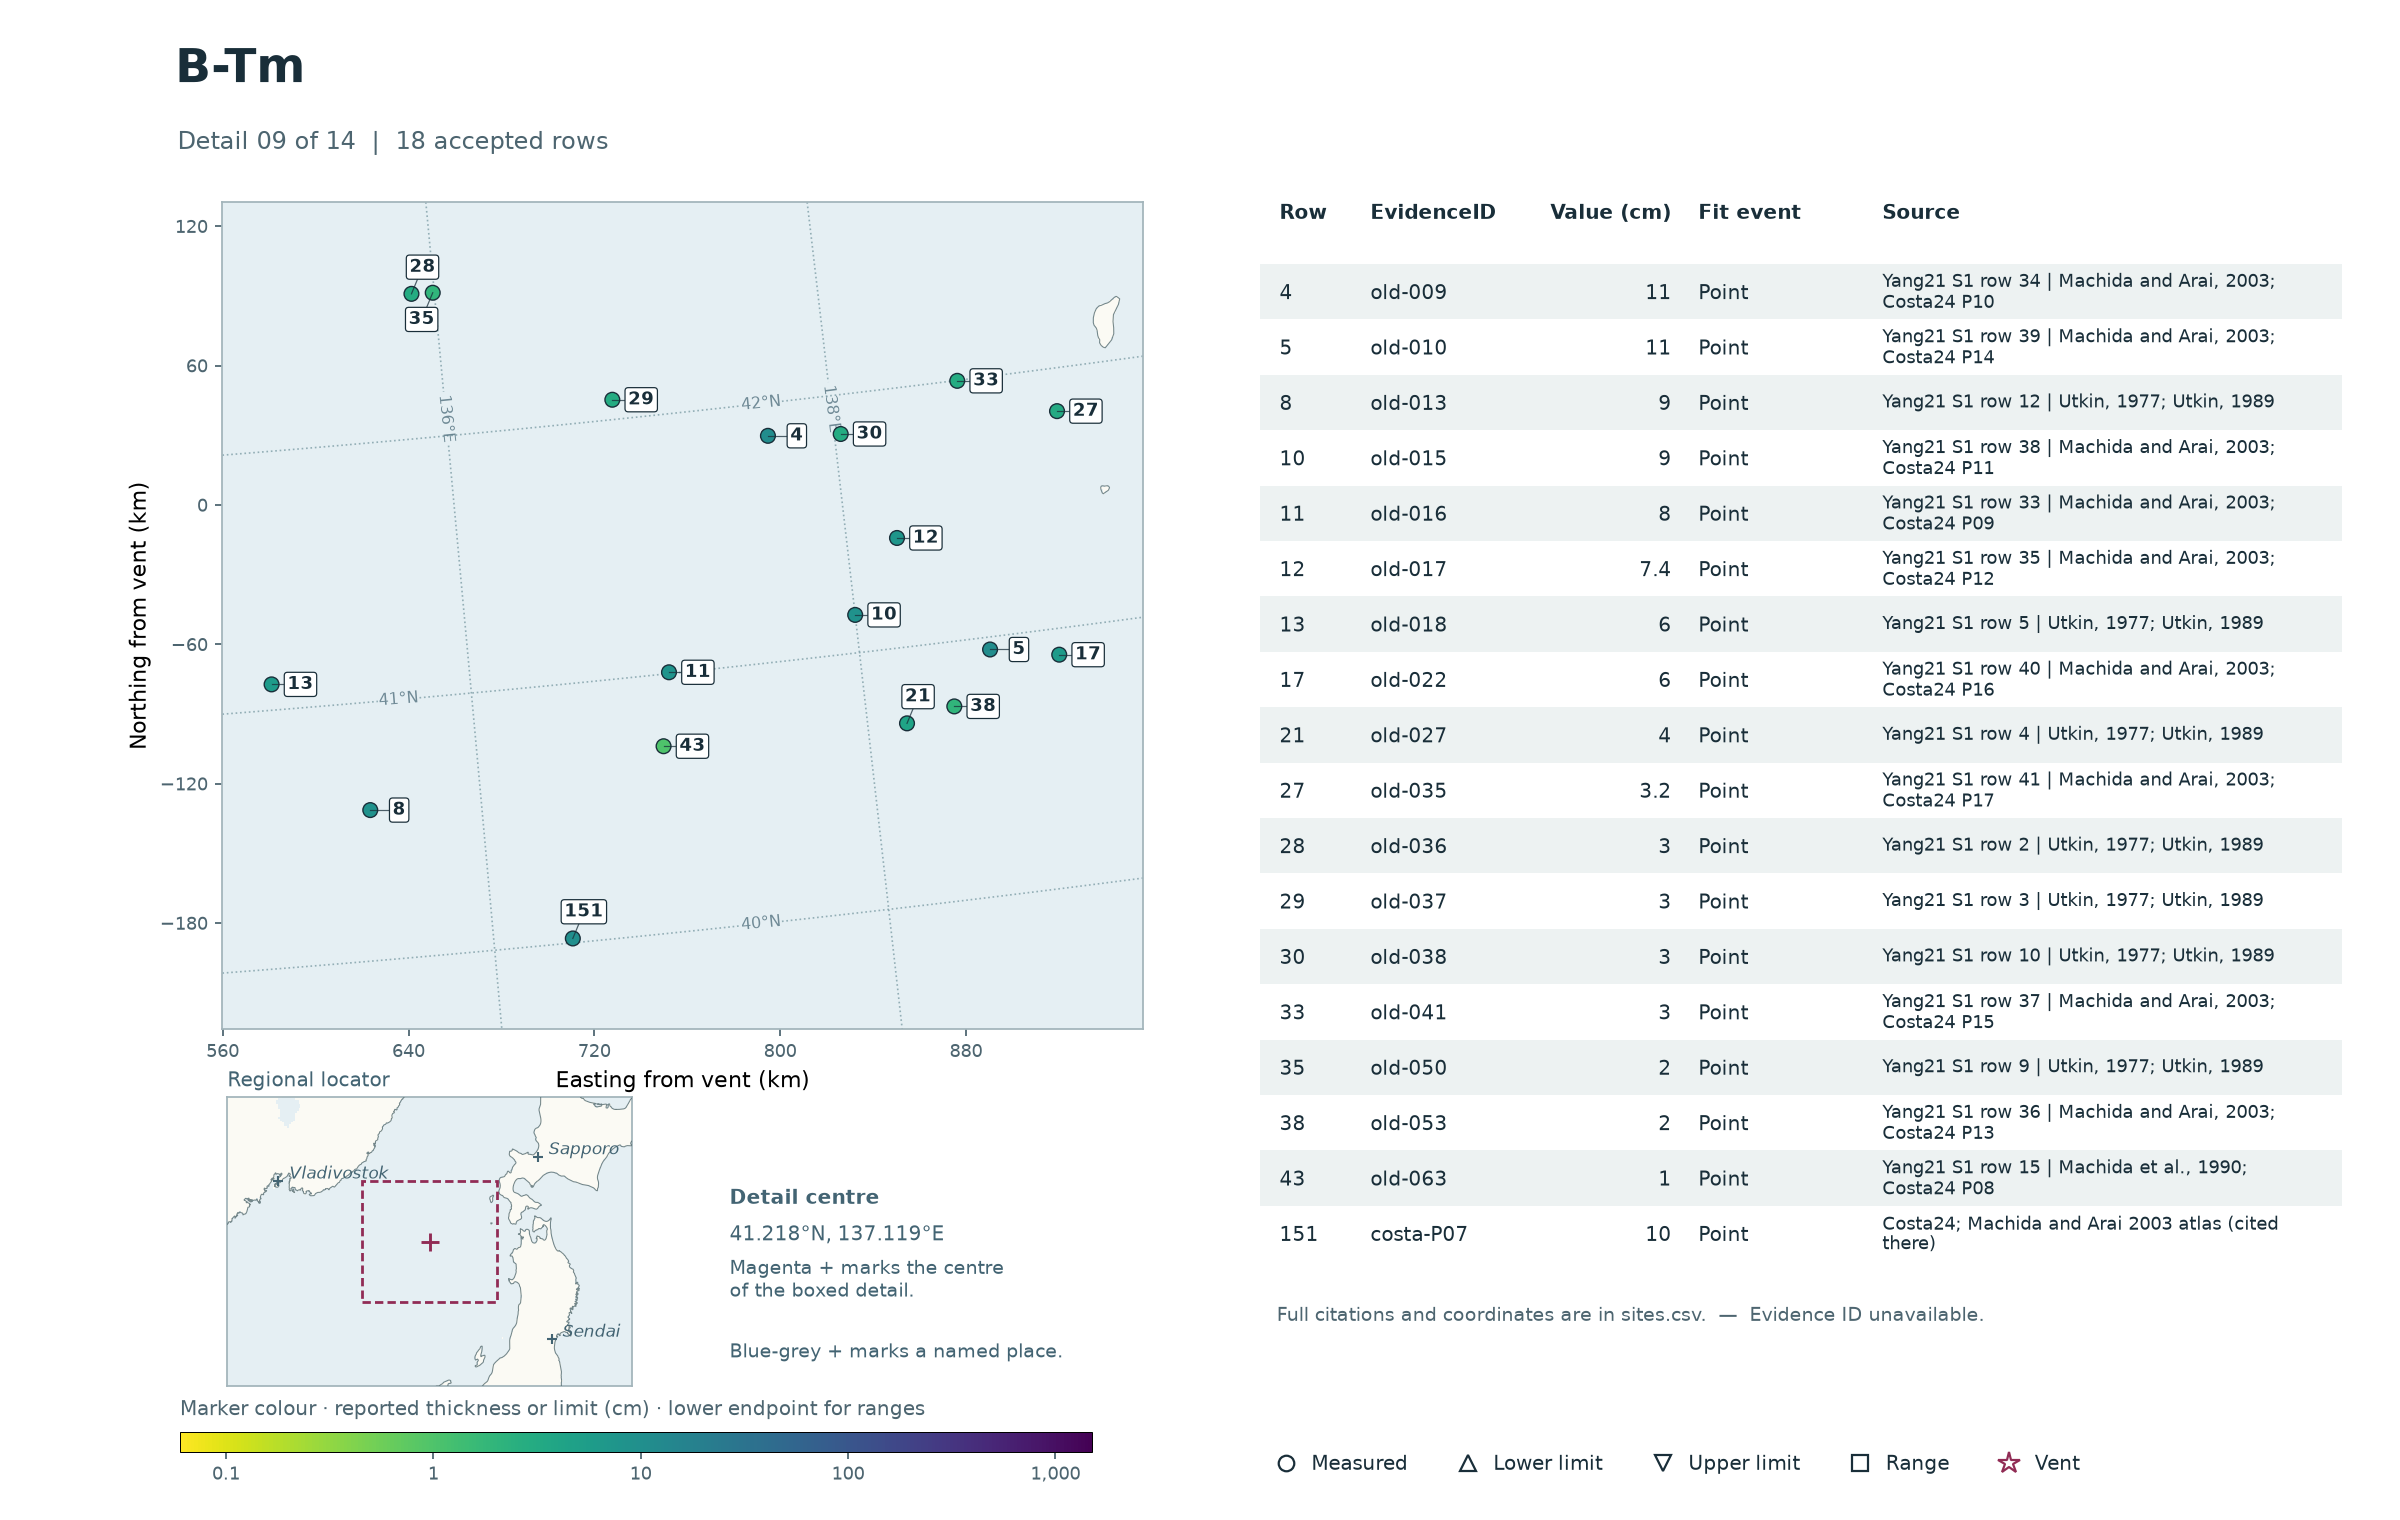 B-Tm
Detail 09 of 14 | 18 accepted rows
120
60
0
−60
−120
−180
Northing from vent (km)
560
640
720
800
880
Easting from vent (km)
28
35
136°E
138°E
29
42°N
33
27
4
30
12
10
5
17
11
13
41°N
21
38
43
8
151
40°N
Regional locator
Sapporo
Vladivostok
Sendai
Detail centre
41.218°N, 137.119°E
Magenta + marks the centre
of the boxed detail.
Blue-grey + marks a named place.
Marker colour · reported thickness or limit (cm) · lower endpoint for ranges
0.1
1
10
100
1,000
Row EvidenceID Value (cm) Fit event Source
4 old-009 11 Point Yang21 S1 row 34 | Machida and Arai, 2003;
Costa24 P10
5 old-010 11 Point Yang21 S1 row 39 | Machida and Arai, 2003;
Costa24 P14
8 old-013 9 Point Yang21 S1 row 12 | Utkin, 1977; Utkin, 1989
10 old-015 9 Point Yang21 S1 row 38 | Machida and Arai, 2003;
Costa24 P11
11 old-016 8 Point Yang21 S1 row 33 | Machida and Arai, 2003;
Costa24 P09
12 old-017 7.4 Point Yang21 S1 row 35 | Machida and Arai, 2003;
Costa24 P12
13 old-018 6 Point Yang21 S1 row 5 | Utkin, 1977; Utkin, 1989
17 old-022 6 Point Yang21 S1 row 40 | Machida and Arai, 2003;
Costa24 P16
21 old-027 4 Point Yang21 S1 row 4 | Utkin, 1977; Utkin, 1989
27 old-035 3.2 Point Yang21 S1 row 41 | Machida and Arai, 2003;
Costa24 P17
28 old-036 3 Point Yang21 S1 row 2 | Utkin, 1977; Utkin, 1989
29 old-037 3 Point Yang21 S1 row 3 | Utkin, 1977; Utkin, 1989
30 old-038 3 Point Yang21 S1 row 10 | Utkin, 1977; Utkin, 1989
33 old-041 3 Point Yang21 S1 row 37 | Machida and Arai, 2003;
Costa24 P15
35 old-050 2 Point Yang21 S1 row 9 | Utkin, 1977; Utkin, 1989
38 old-053 2 Point Yang21 S1 row 36 | Machida and Arai, 2003;
Costa24 P13
43 old-063 1 Point Yang21 S1 row 15 | Machida et al., 1990;
Costa24 P08
151 costa-P07 10 Point Costa24; Machida and Arai 2003 atlas (cited
there)
Full citations and coordinates are in sites.csv. — Evidence ID unavailable.
Measured
Lower limit
Upper limit
Range
Vent